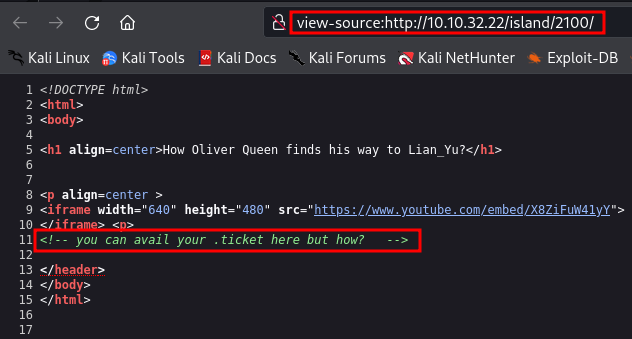 view-source:http://10.10.32.22/island/2100/
Kali Linux Kali Tools Kali Docs Kali Forums Kali NetHunter Exploit-DB
1 <!DOCTYPE html>
2 <html>
3 <body>
4
5 <h1 align=center>How Oliver Queen finds his way to Lian_Yu?</h1>
6
7
8 <p align=center >
9 <iframe width="640" height="480" src="https://www.youtube.com/embed/X8ZiFuW41yY">
10 </iframe> <p>
11 <!-- you can avail your .ticket here but how?   -->
12
13 </header>
14 </body>
15 </html>
16
17